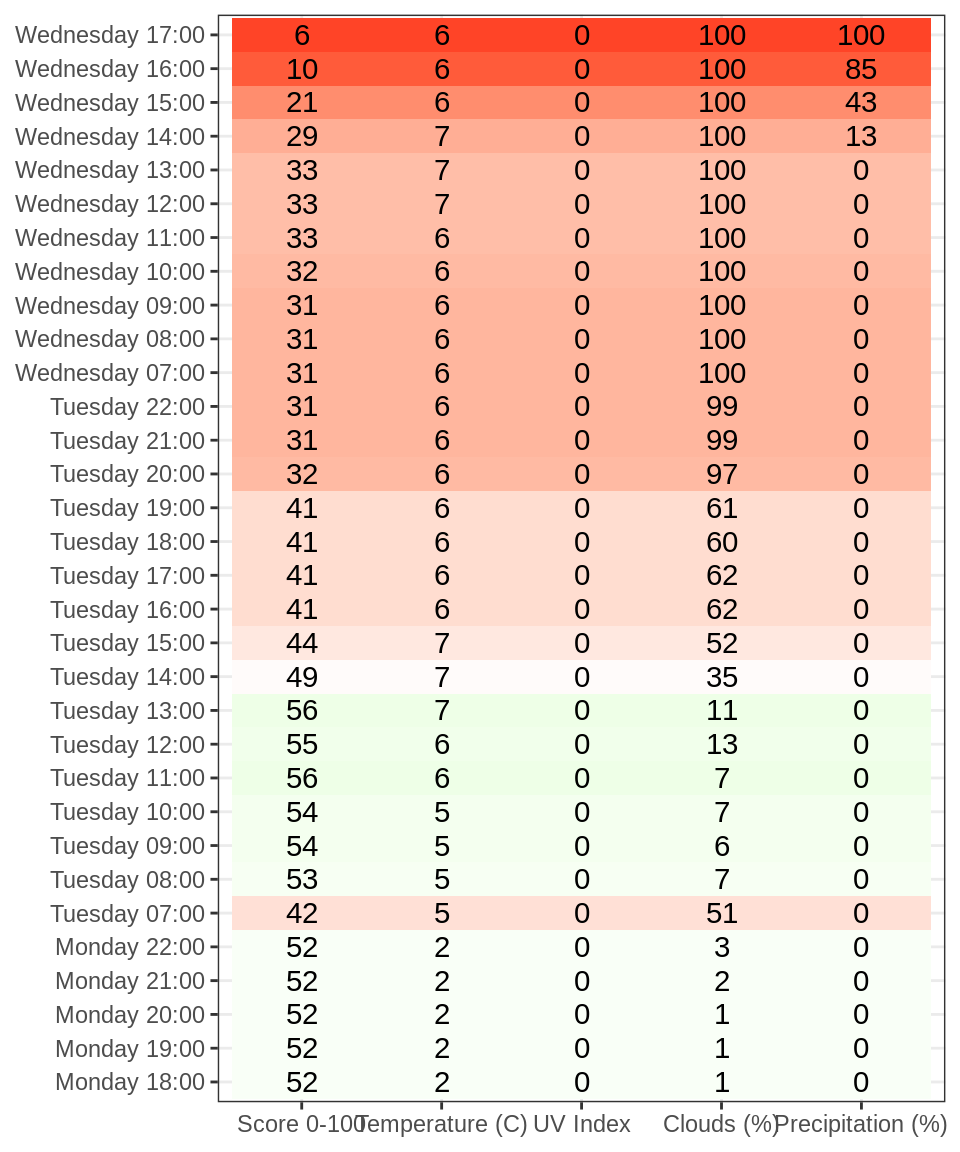 Wednesday 17:00 6 6 0 100 100
Wednesday 16:00 10 6 0 100 85
Wednesday 15:00 21 6 0 100 43
Wednesday 14:00 29 7 0 100 13
Wednesday 13:00 33 7 0 100 0
Wednesday 12:00 33 7 0 100 0
Wednesday 11:00 33 6 0 100 0
Wednesday 10:00 32 6 0 100 0
Wednesday 09:00 31 6 0 100 0
Wednesday 08:00 31 6 0 100 0
Wednesday 07:00 31 6 0 100 0
Tuesday 22:00 31 6 0 99 0
Tuesday 21:00 31 6 0 99 0
Tuesday 20:00 32 6 0 97 0
Tuesday 19:00 41 6 0 61 0
Tuesday 18:00 41 6 0 60 0
Tuesday 17:00 41 6 0 62 0
Tuesday 16:00 41 6 0 62 0
Tuesday 15:00 44 7 0 52 0
Tuesday 14:00 49 7 0 35 0
Tuesday 13:00 56 7 0 11 0
Tuesday 12:00 55 6 0 13 0
Tuesday 11:00 56 6 0 7 0
Tuesday 10:00 54 5 0 7 0
Tuesday 09:00 54 5 0 6 0
Tuesday 08:00 53 5 0 7 0
Tuesday 07:00 42 5 0 51 0
Monday 22:00 52 2 0 3 0
Monday 21:00 52 2 0 2 0
Monday 20:00 52 2 0 1 0
Monday 19:00 52 2 0 1 0
Monday 18:00 52 2 0 1 0
Score 0-100 Temperature (C) UV Index Clouds (%) Precipitation (%)